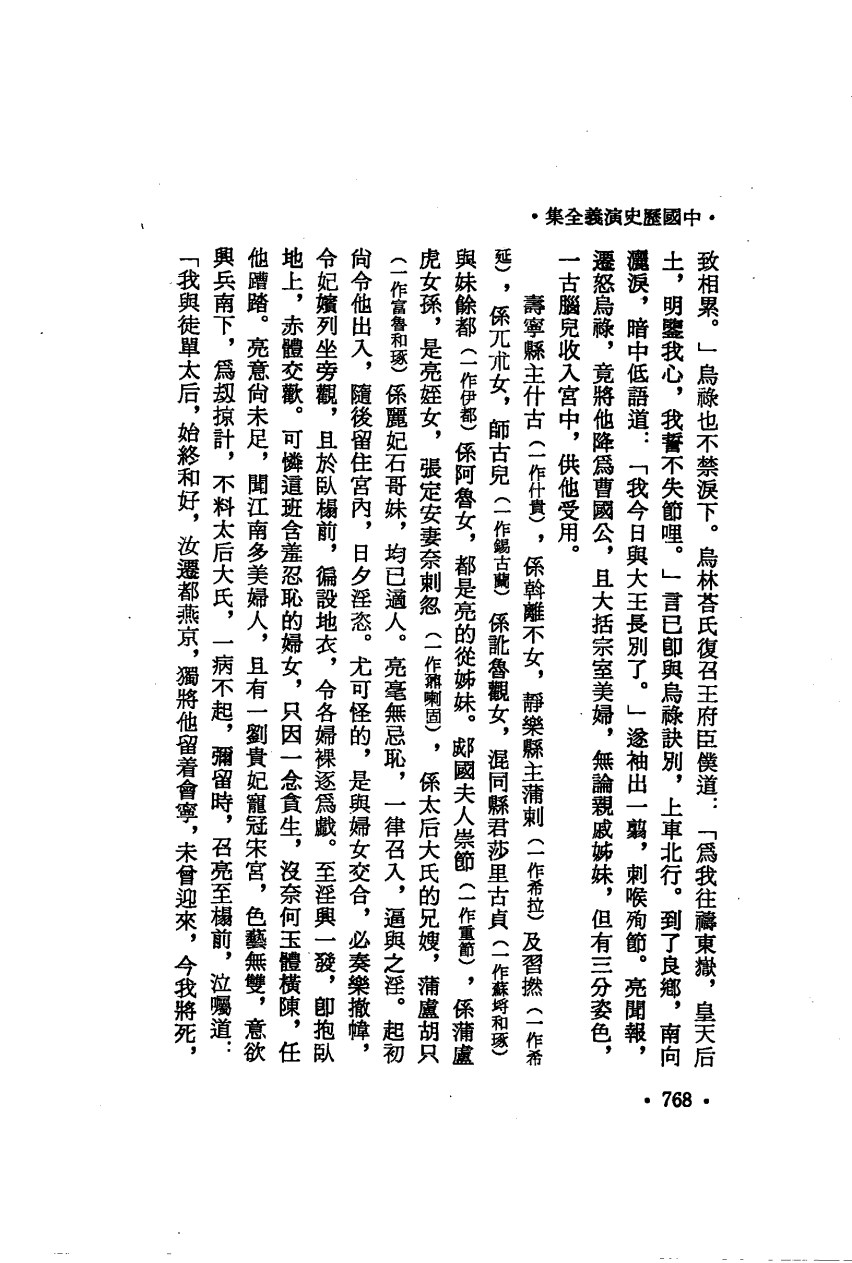 ·中國歷史演義全集·
致相累。」烏祿也不禁淚下。烏林荅氏復召王府臣僕道：「爲我往禱東嶽，皇天后
土，明鑒我心，我誓不失節哩。」言已卽與烏祿訣別，上車北行。到了良鄉，南向
灑淚，暗中低語道：「我今日與大王長別了。」遂袖出一翦，刺喉殉節。亮聞報，
遷怒烏祿，竟將他降爲曹國公，且大括宗室美婦，無論親戚姊妹，但有三分姿色，
一古腦兒收入宮中，供他受用。
壽寧縣主什古（一作什貴），係斡離不女，靜樂縣主蒲剌（一作希拉）及習撚（一作希
延），係兀朮女，師古兒（一作錫古蘭）係訛魯觀女，混同縣君莎里古貞（一作蘇埒和琢）
與妹餘都（一作伊都）係阿魯女，都是亮的從姊妹。郕國夫人崇節（一作重節），係蒲盧
虎女孫，是亮姪女，張定安妻奈剌忽（一作鼐喇固），係太后大氏的兄嫂，蒲盧胡只
（一作富魯和琢）係麗妃石哥妹，均已適人。亮毫無忌恥，一律召入，逼與之淫。起初
尙令他出入，隨後留住宮內，日夕淫恣。尤可怪的，是與婦女交合，必奏樂撤幃，
令妃嬪列坐旁觀，且於臥榻前，徧設地衣，令各婦裸逐爲戲。至淫興一發，卽抱臥
地上，赤體交歡。可憐這班含羞忍恥的婦女，只因一念貪生，沒奈何玉體橫陳，任
他蹧踏。亮意尙未足，聞江南多美婦人，且有一劉貴妃寵冠宋宮，色藝無雙，意欲
興兵南下，爲刼掠計，不料太后大氏，一病不起，彌留時，召亮至榻前，泣囑道：
「我與徒單太后，始終和好，汝遷都燕京，獨將他留着會寧，未曾迎來，今我將死，
·768·